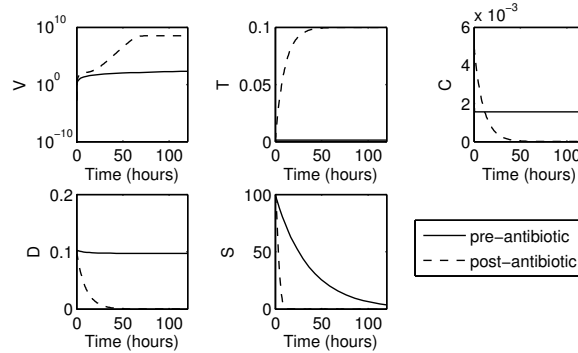 10^10
10^0
10^-10
V
0 50 100
Time (hours)
0.1
0.05
0
T
0 50 100
Time (hours)
x 10^-3
6
4
2
0
C
0 50 100
Time (hours)
0.2
0.1
0
D
0 50 100
Time (hours)
100
50
0
S
0 50 100
Time (hours)
pre-antibiotic
post-antibiotic